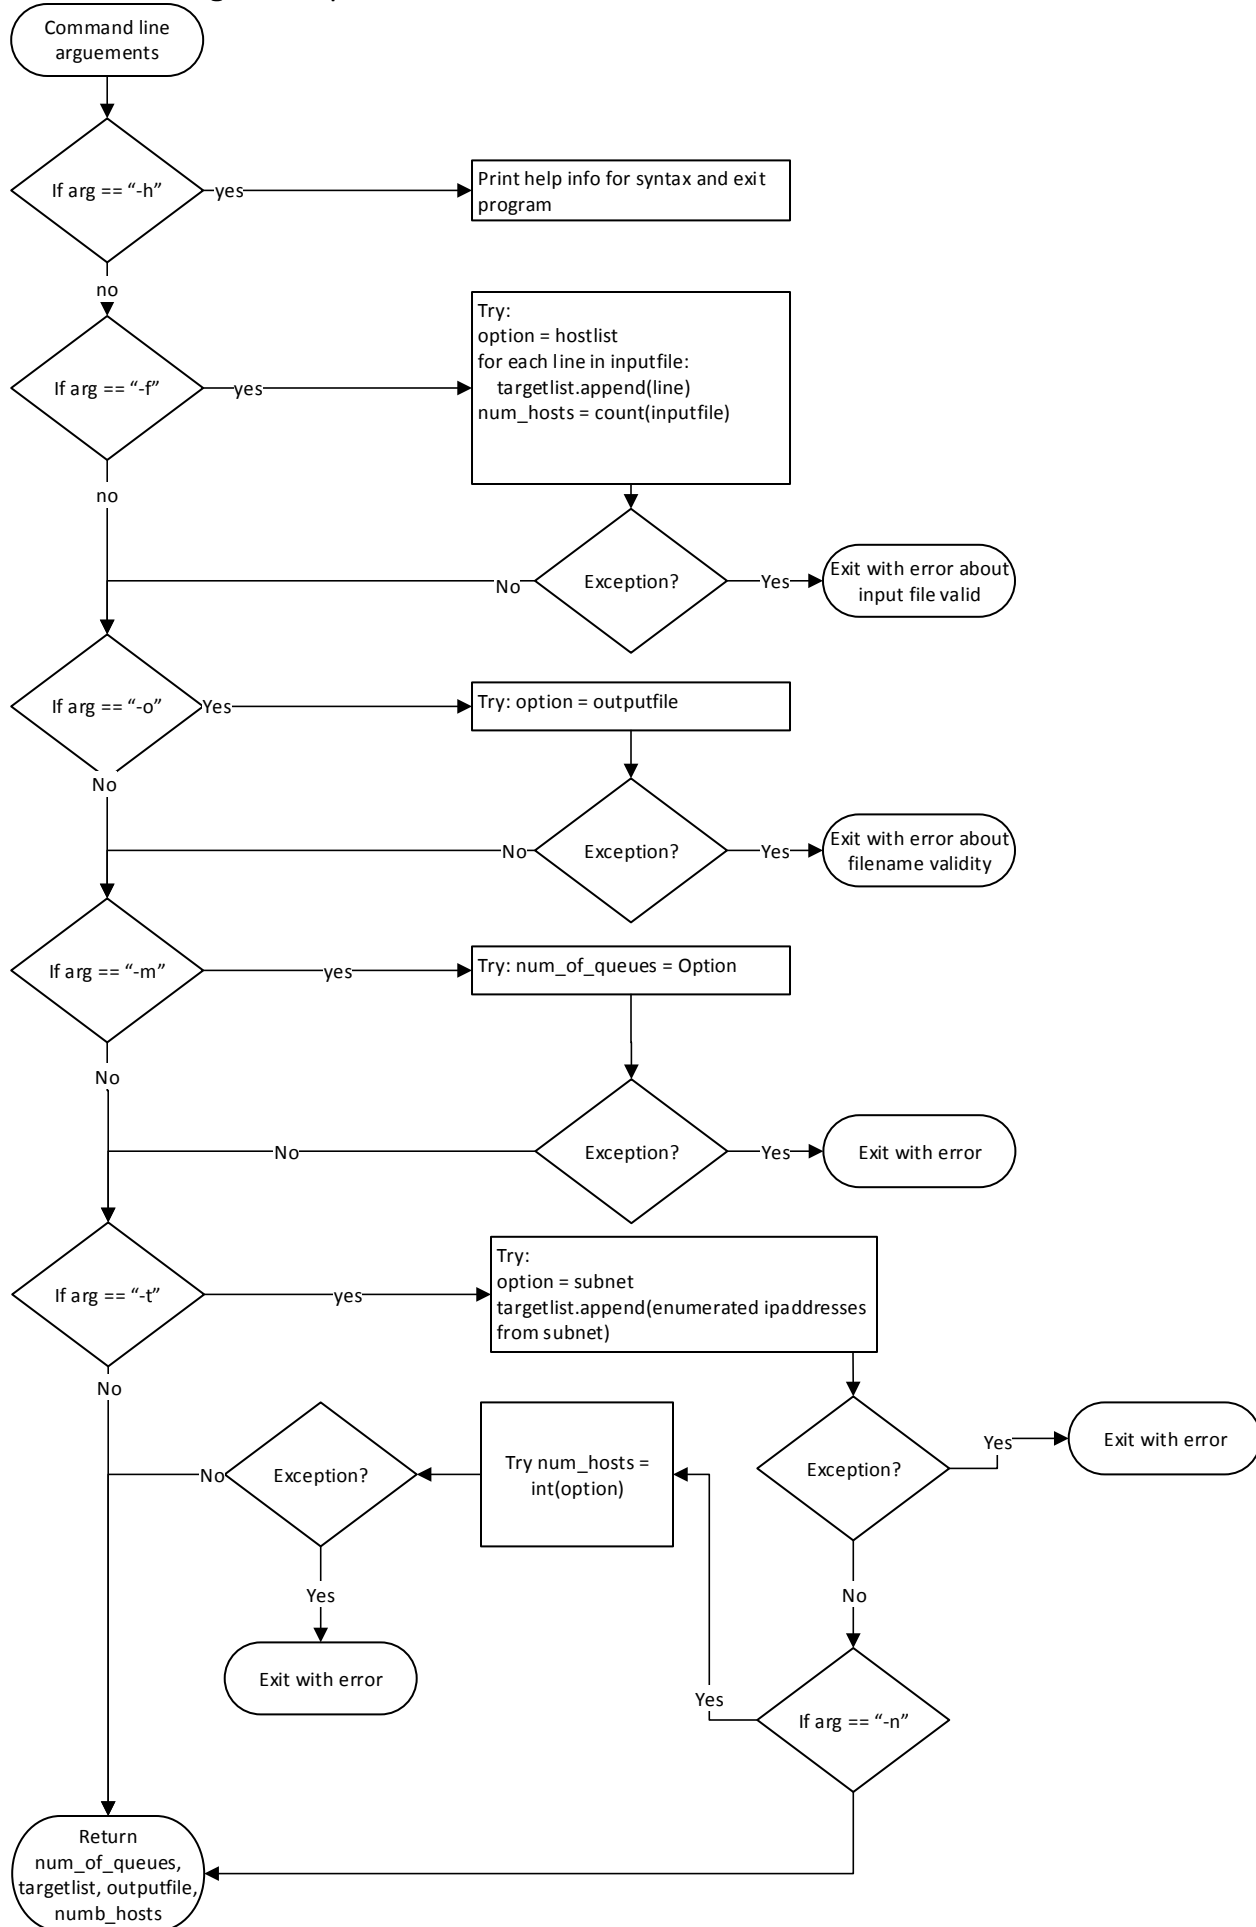 Command line
arguements
If arg == “-h”
yes
Print help info for syntax and exit
program
no
If arg == “-f”
yes
Try:
option = hostlist
for each line in inputfile:
targetlist.append(line)
num_hosts = count(inputfile)
no
No
Exception?
Yes
Exit with error about
input file valid
If arg == “-o”
Yes
Try: option = outputfile
No
No
Exception?
Yes
Exit with error about
filename validity
If arg == “-m”
yes
Try: num_of_queues = Option
No
No
Exception?
Yes
Exit with error
If arg == “-t”
yes
Try:
option = subnet
targetlist.append(enumerated ipaddresses
from subnet)
No
No
Exception?
Try num_hosts =
int(option)
Exception?
Yes
Exit with error
Yes
No
Exit with error
Yes
If arg == “-n”
Return
num_of_queues,
targetlist, outputfile,
numb_hosts